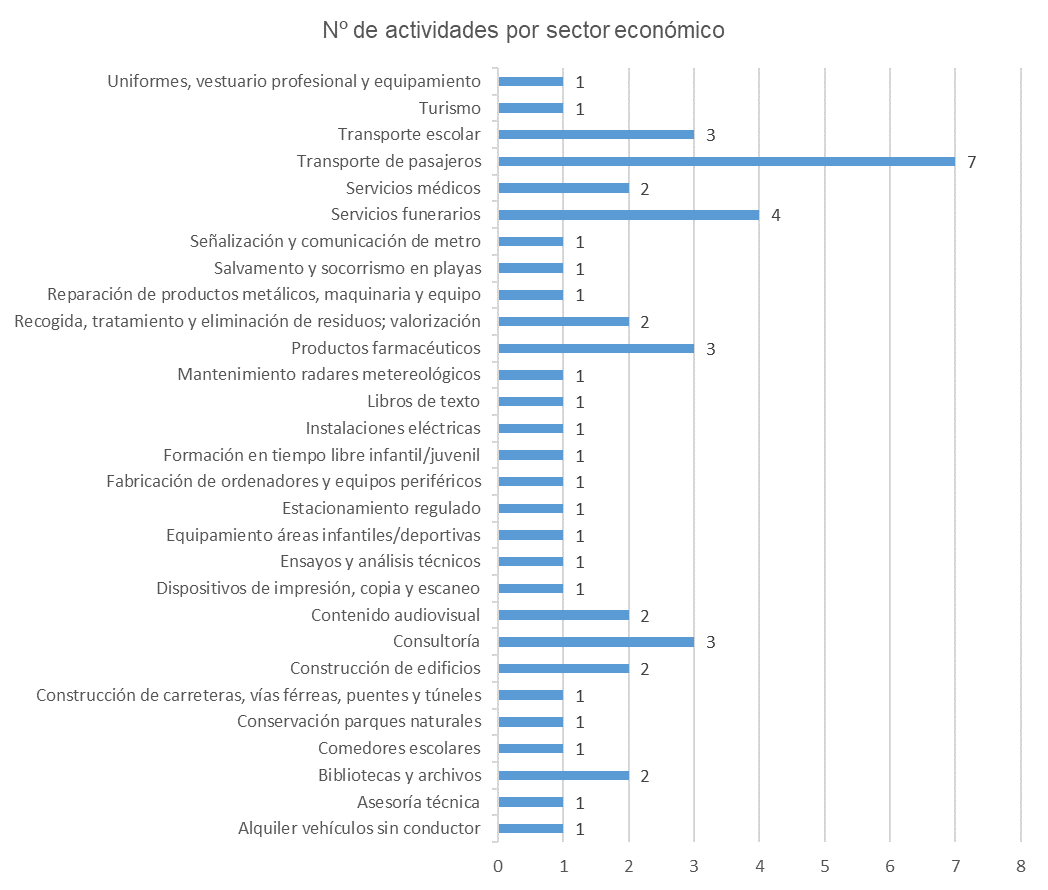 Nº de actividades por sector económico
Uniformes, vestuario profesional y equipamiento 1
Turismo 1
Transporte escolar 3
Transporte de pasajeros 7
Servicios médicos 2
Servicios funerarios 4
Señalización y comunicación de metro 1
Salvamento y socorrismo en playas 1
Reparación de productos metálicos, maquinaria y equipo 1
Recogida, tratamiento y eliminación de residuos; valorización 2
Productos farmacéuticos 3
Mantenimiento radares metereológicos 1
Libros de texto 1
Instalaciones eléctricas 1
Formación en tiempo libre infantil/juvenil 1
Fabricación de ordenadores y equipos periféricos 1
Estacionamiento regulado 1
Equipamiento áreas infantiles/deportivas 1
Ensayos y análisis técnicos 1
Dispositivos de impresión, copia y escaneo 1
Contenido audiovisual 2
Consultoría 3
Construcción de edificios 2
Construcción de carreteras, vías férreas, puentes y túneles 1
Conservación parques naturales 1
Comedores escolares 1
Bibliotecas y archivos 2
Asesoría técnica 1
Alquiler vehículos sin conductor 1
0 1 2 3 4 5 6 7 8